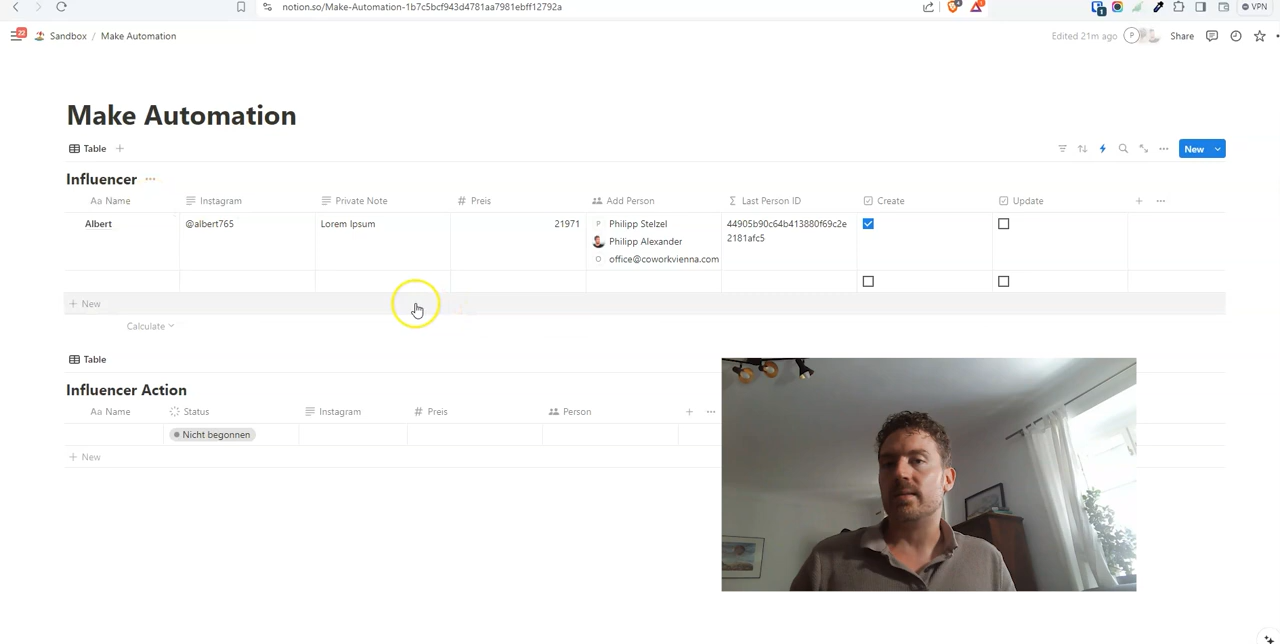 notion.so/Make-Automation-1b7c5bcf943d4781aa7981ebff12792a
VPN
22
Sandbox / Make Automation
Edited 21m ago P Share
Make Automation
Table
New
Influencer
Aa Name Instagram Private Note # Preis Add Person Σ Last Person ID Create Update
Albert @albert765 Lorem Ipsum 21971 P Philipp Stelzel 44905b90c64b413880f69c2e
Philipp Alexander 2181afc5
O office@coworkvienna.com
+ New
Calculate
Table
Influencer Action
Aa Name Status Instagram # Preis Person
Nicht begonnen
+ New